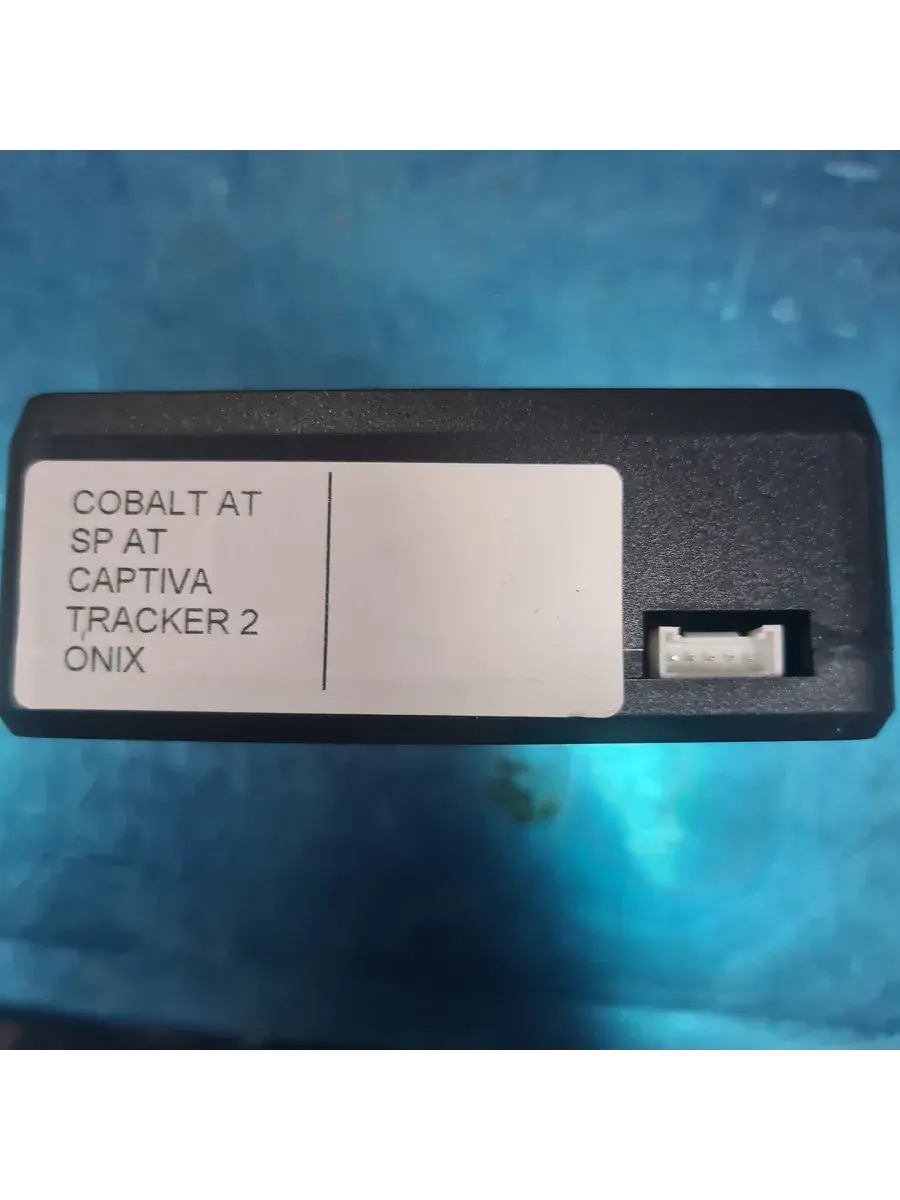 COBALT AT
SP AT
CAPTIVA
TRACKER 2
ONIX